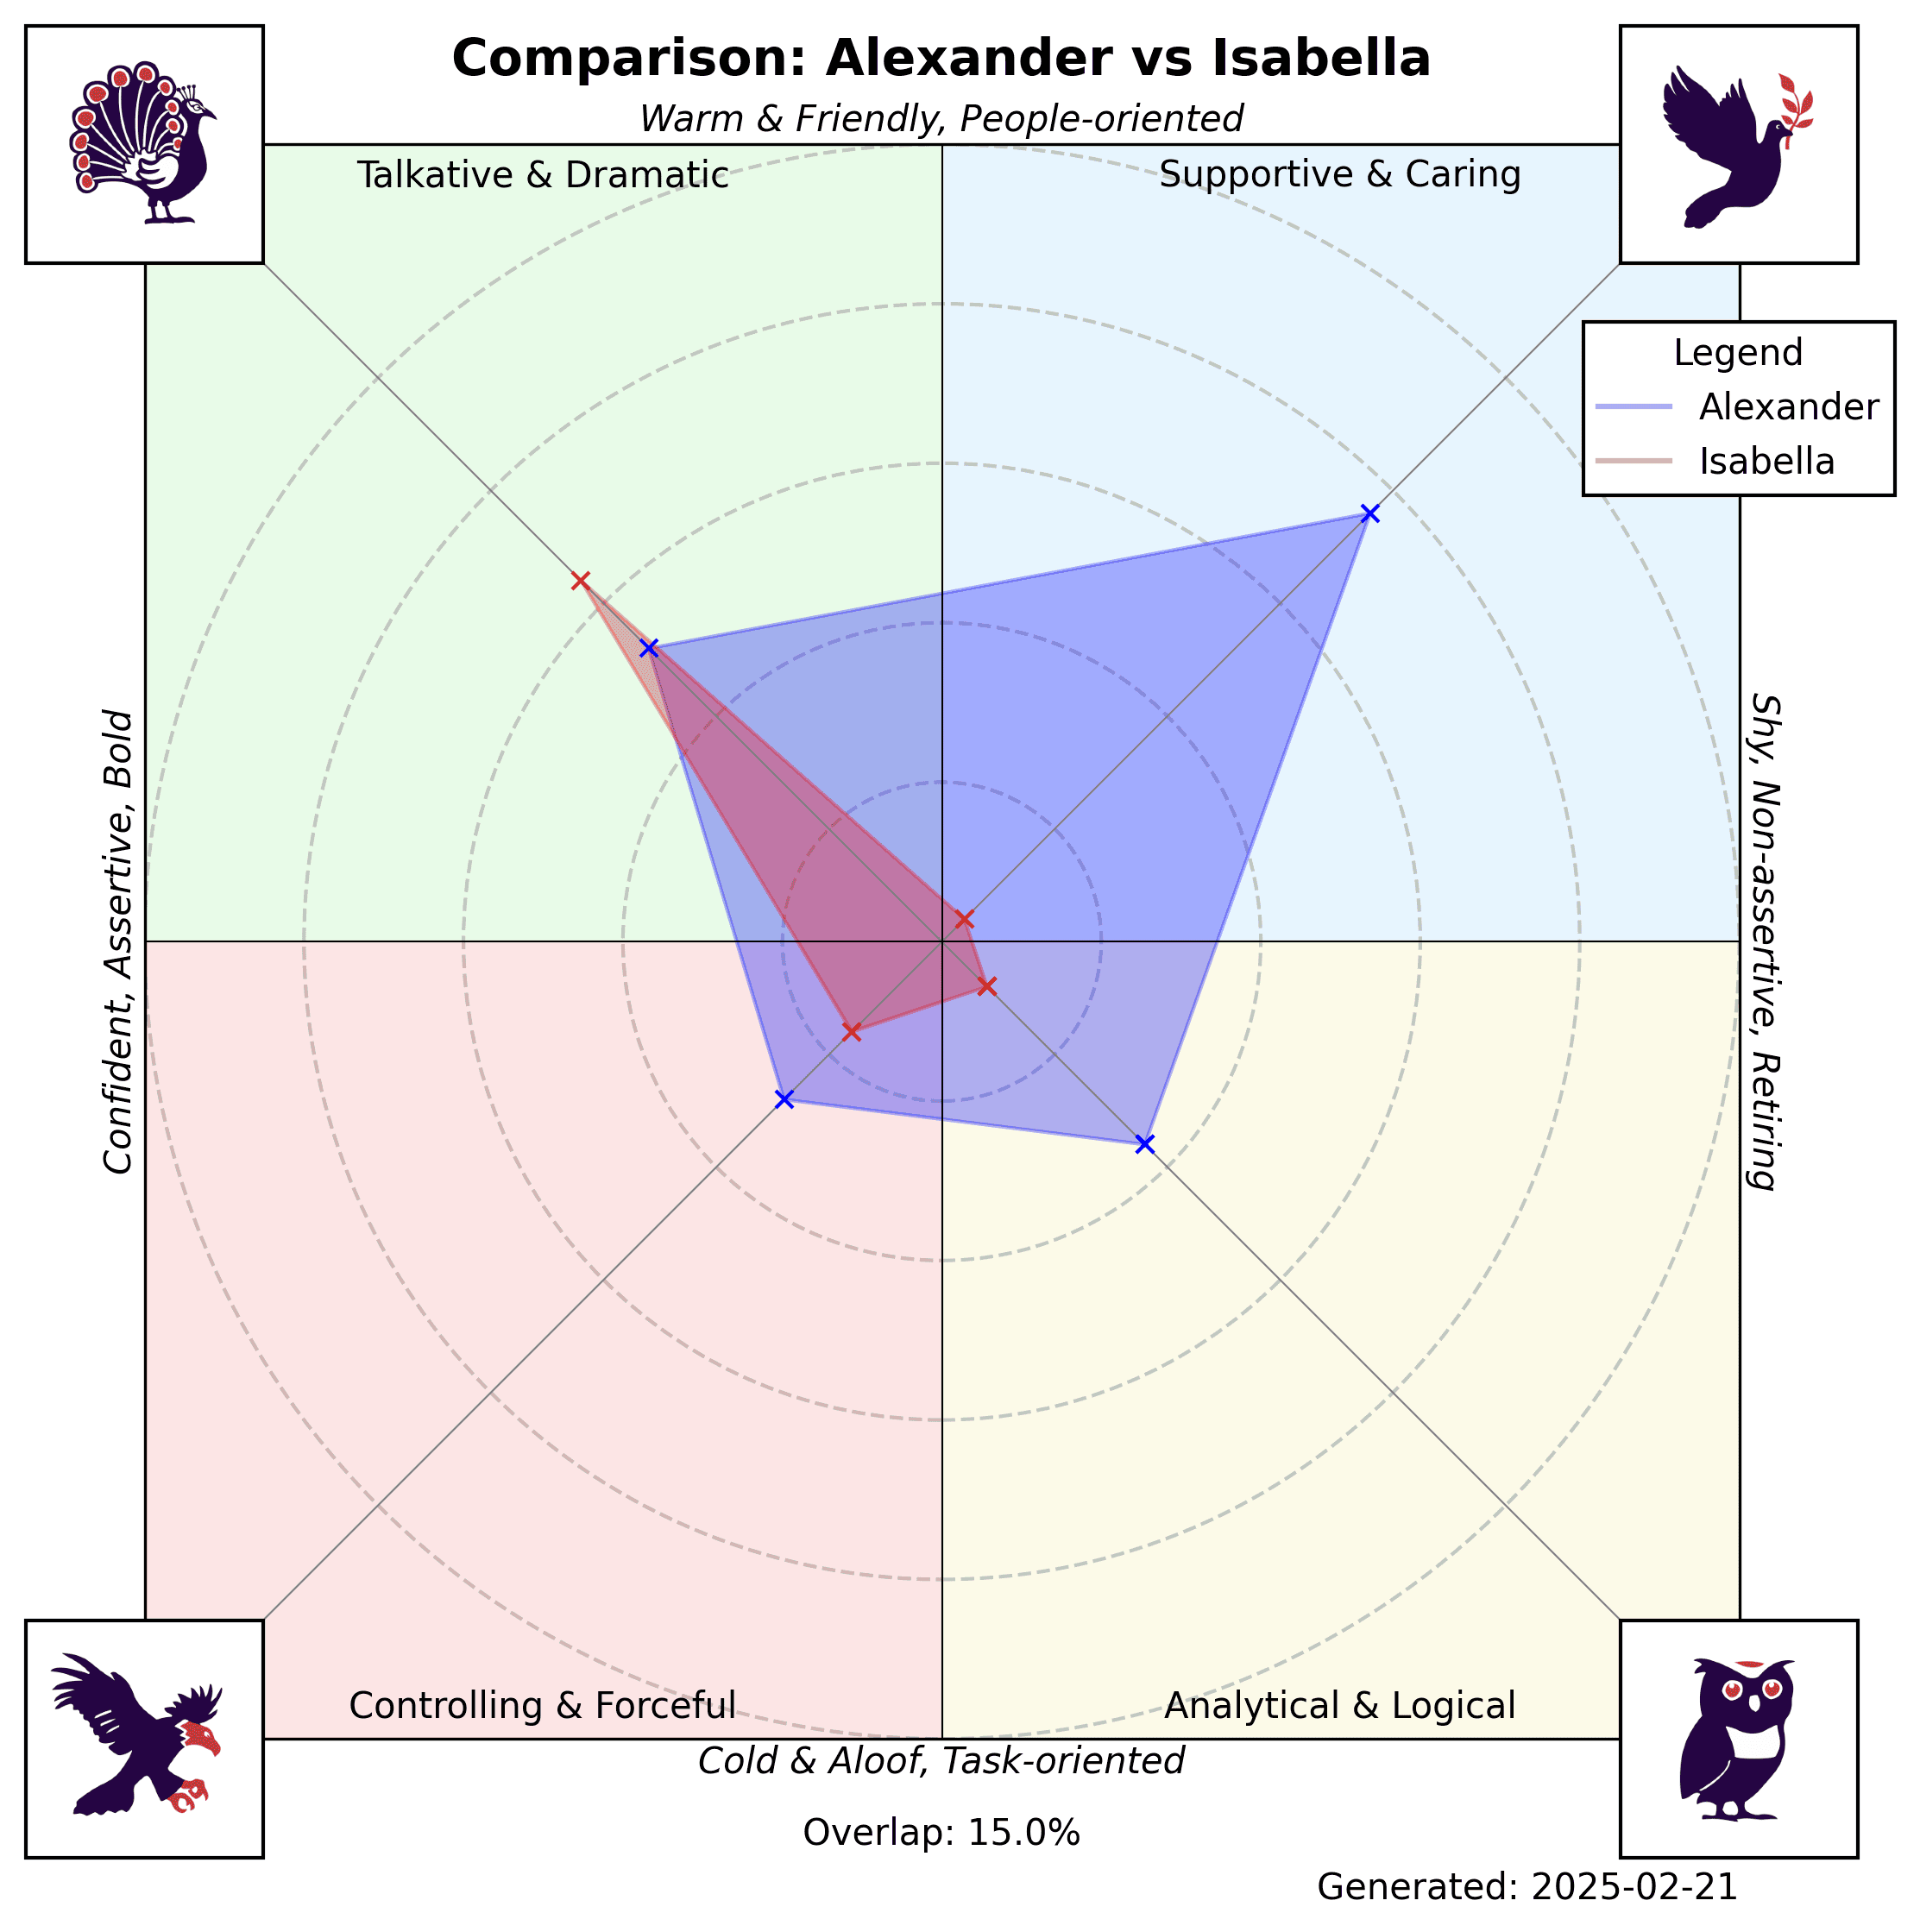 Comparison: Alexander vs Isabella
Warm & Friendly, People-oriented
Talkative & Dramatic
Supportive & Caring
Legend
Alexander
Isabella
Confident, Assertive, Bold
Shy, Non-assertive, Retiring
Controlling & Forceful
Analytical & Logical
Cold & Aloof, Task-oriented
Overlap: 15.0%
Generated: 2025-02-21